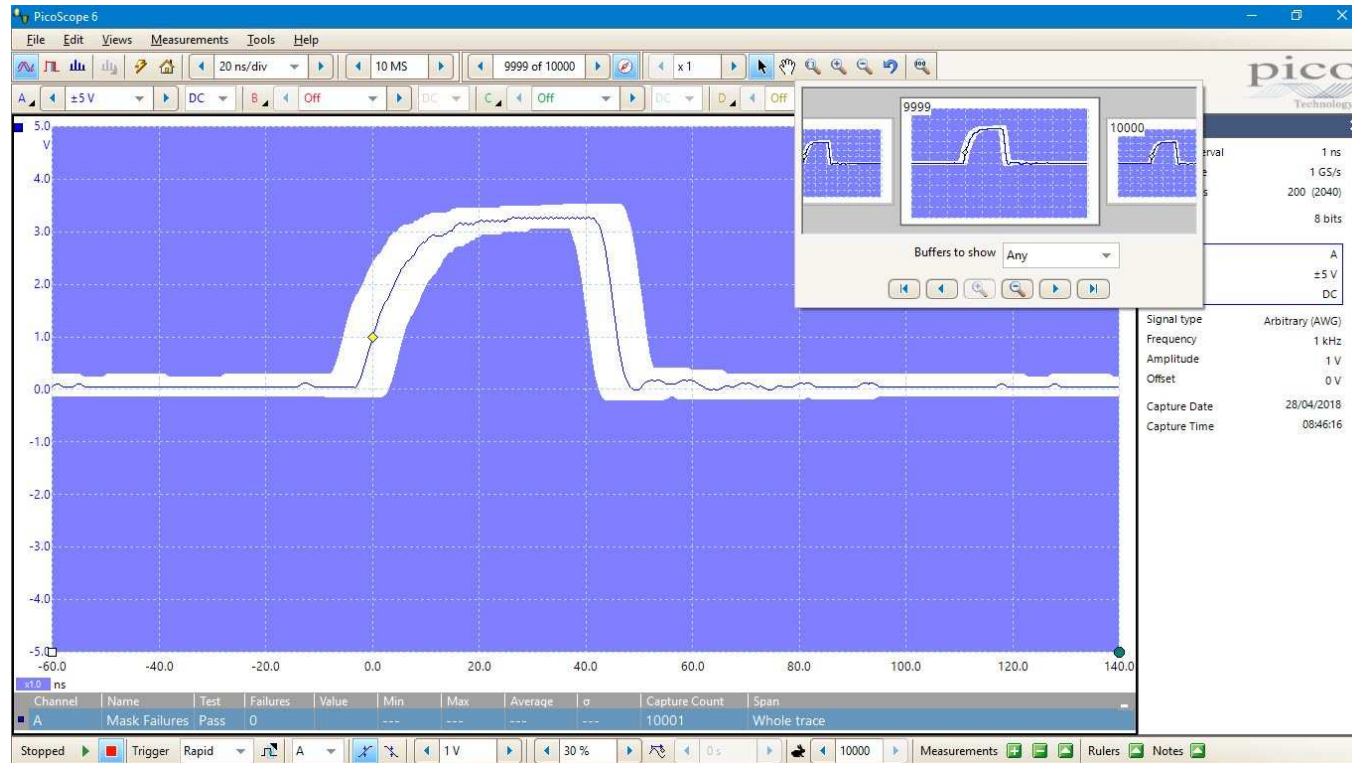 PicoScope 6
File Edit Views Measurements Tools Help
20 ns/div 10 MS 9999 of 10000 x 1
pico
Technology
A ±5 V DC B Off DC C Off DC D Off
9999
10000
Buffers to show Any
5.0
V
4.0
3.0
2.0
1.0
0.0
-1.0
-2.0
-3.0
-4.0
-5.0
-60.0 -40.0 -20.0 0.0 20.0 40.0 60.0 80.0 100.0 120.0 140.0
x1.0 ns
erval 1 ns
e 1 GS/s
s 200 (2040)
8 bits
A
±5 V
DC
Signal type Arbitrary (AWG)
Frequency 1 kHz
Amplitude 1 V
Offset 0 V
Capture Date 28/04/2018
Capture Time 08:46:16
Channel Name Test Failures Value Min Max Average σ Capture Count Span
A Mask Failures Pass 0 --- --- --- --- 10001 Whole trace
Stopped Trigger Rapid A 1 V 30 % 0 s 10000 Measurements Rulers Notes